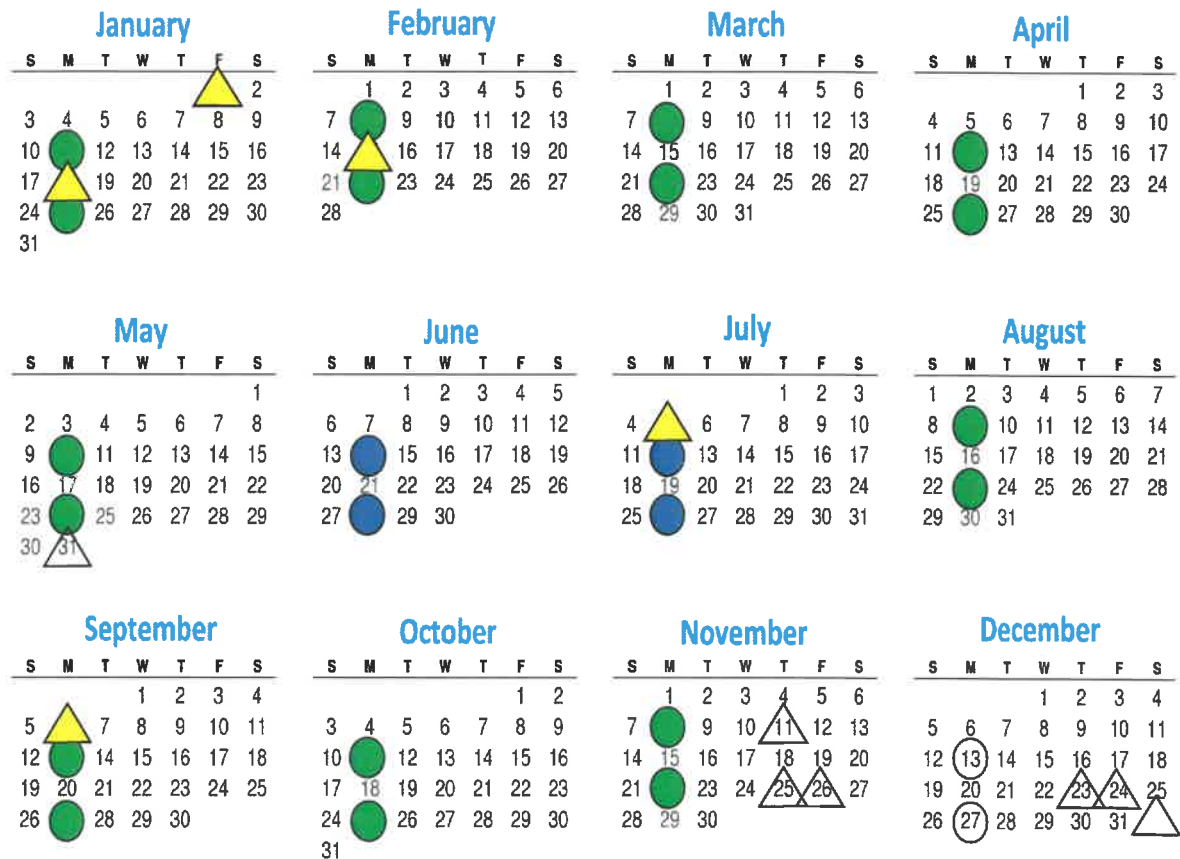 January
S M T W T F S
2
3 4 5 6 7 8 9
10 12 13 14 15 16
17 19 20 21 22 23
24 26 27 28 29 30
31
February
S M T W T F S
1 2 3 4 5 6
7 9 10 11 12 13
14 16 17 18 19 20
21 23 24 25 26 27
28
March
S M T W T F S
1 2 3 4 5 6
7 9 10 11 12 13
14 15 16 17 18 19 20
21 23 24 25 26 27
28 29 30 31
April
S M T W T F S
1 2 3
4 5 6 7 8 9 10
11 13 14 15 16 17
18 19 20 21 22 23 24
25 27 28 29 30
May
S M T W T F S
1
2 3 4 5 6 7 8
9 11 12 13 14 15
16 17 18 19 20 21 22
23 25 26 27 28 29
30 31
June
S M T W T F S
1 2 3 4 5
6 7 8 9 10 11 12
13 15 16 17 18 19
20 21 22 23 24 25 26
27 29 30
July
S M T W T F S
1 2 3
4 6 7 8 9 10
11 13 14 15 16 17
18 19 20 21 22 23 24
25 27 28 29 30 31
August
S M T W T F S
1 2 3 4 5 6 7
8 10 11 12 13 14
15 16 17 18 19 20 21
22 24 25 26 27 28
29 30 31
September
S M T W T F S
1 2 3 4
5 7 8 9 10 11
12 14 15 16 17 18
19 20 21 22 23 24 25
26 28 29 30
October
S M T W T F S
1 2
3 4 5 6 7 8 9
10 12 13 14 15 16
17 18 19 20 21 22 23
24 26 27 28 29 30
31
November
S M T W T F S
1 2 3 4 5 6
7 9 10 11 12 13
14 15 16 17 18 19 20
21 23 24 25 26 27
28 29 30
December
S M T W T F S
1 2 3 4
5 6 7 8 9 10 11
12 13 14 15 16 17 18
19 20 21 22 23 24 25
26 27 28 29 30 31